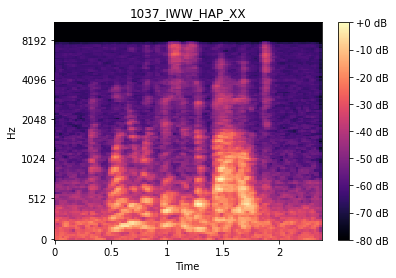 1037_IWW_HAP_XX
+0 dB
8192
-10 dB
4096
-20 dB
-30 dB
2048
Hz
-40 dB
1024
-50 dB
512
-60 dB
-70 dB
0
-80 dB
0 0.5 1 1.5 2
Time